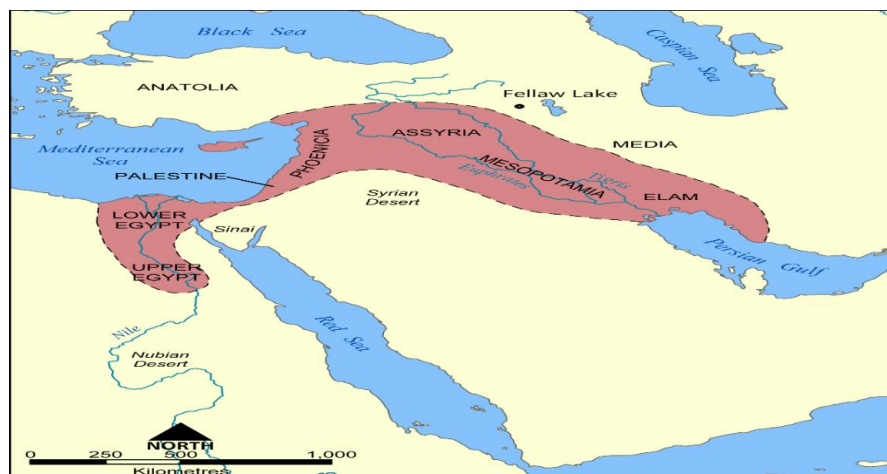 Black Sea
Caspian Sea
ANATOLIA
Fellaw Lake
ASSYRIA
MEDIA
Mediterranean
Sea
PHOENICIA
MESOPOTAMIA
Tigris
PALESTINE
Euphrates
ELAM
Syrian
Desert
LOWER
EGYPT
Sinai
Persian Gulf
UPPER
EGYPT
Red Sea
Nile
Nubian
Desert
NORTH
0 250 500 1,000
Kilometres